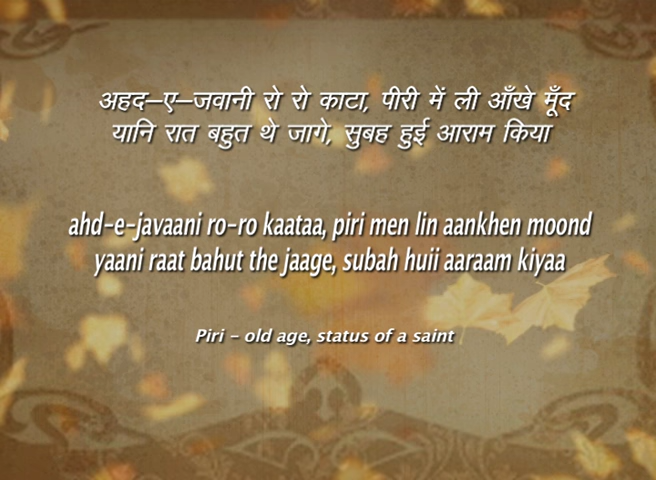 अहद–ए–जवानी रो रो काटा, पीरी में ली आँखे मूँद
यानि रात बहुत थे जागे, सुबह हुई आराम किया
ahd-e-javaani ro-ro kaataa, piri men lin aankhen moond
yaani raat bahut the jaage, subah huii aaraam kiyaa
Piri - old age, status of a saint